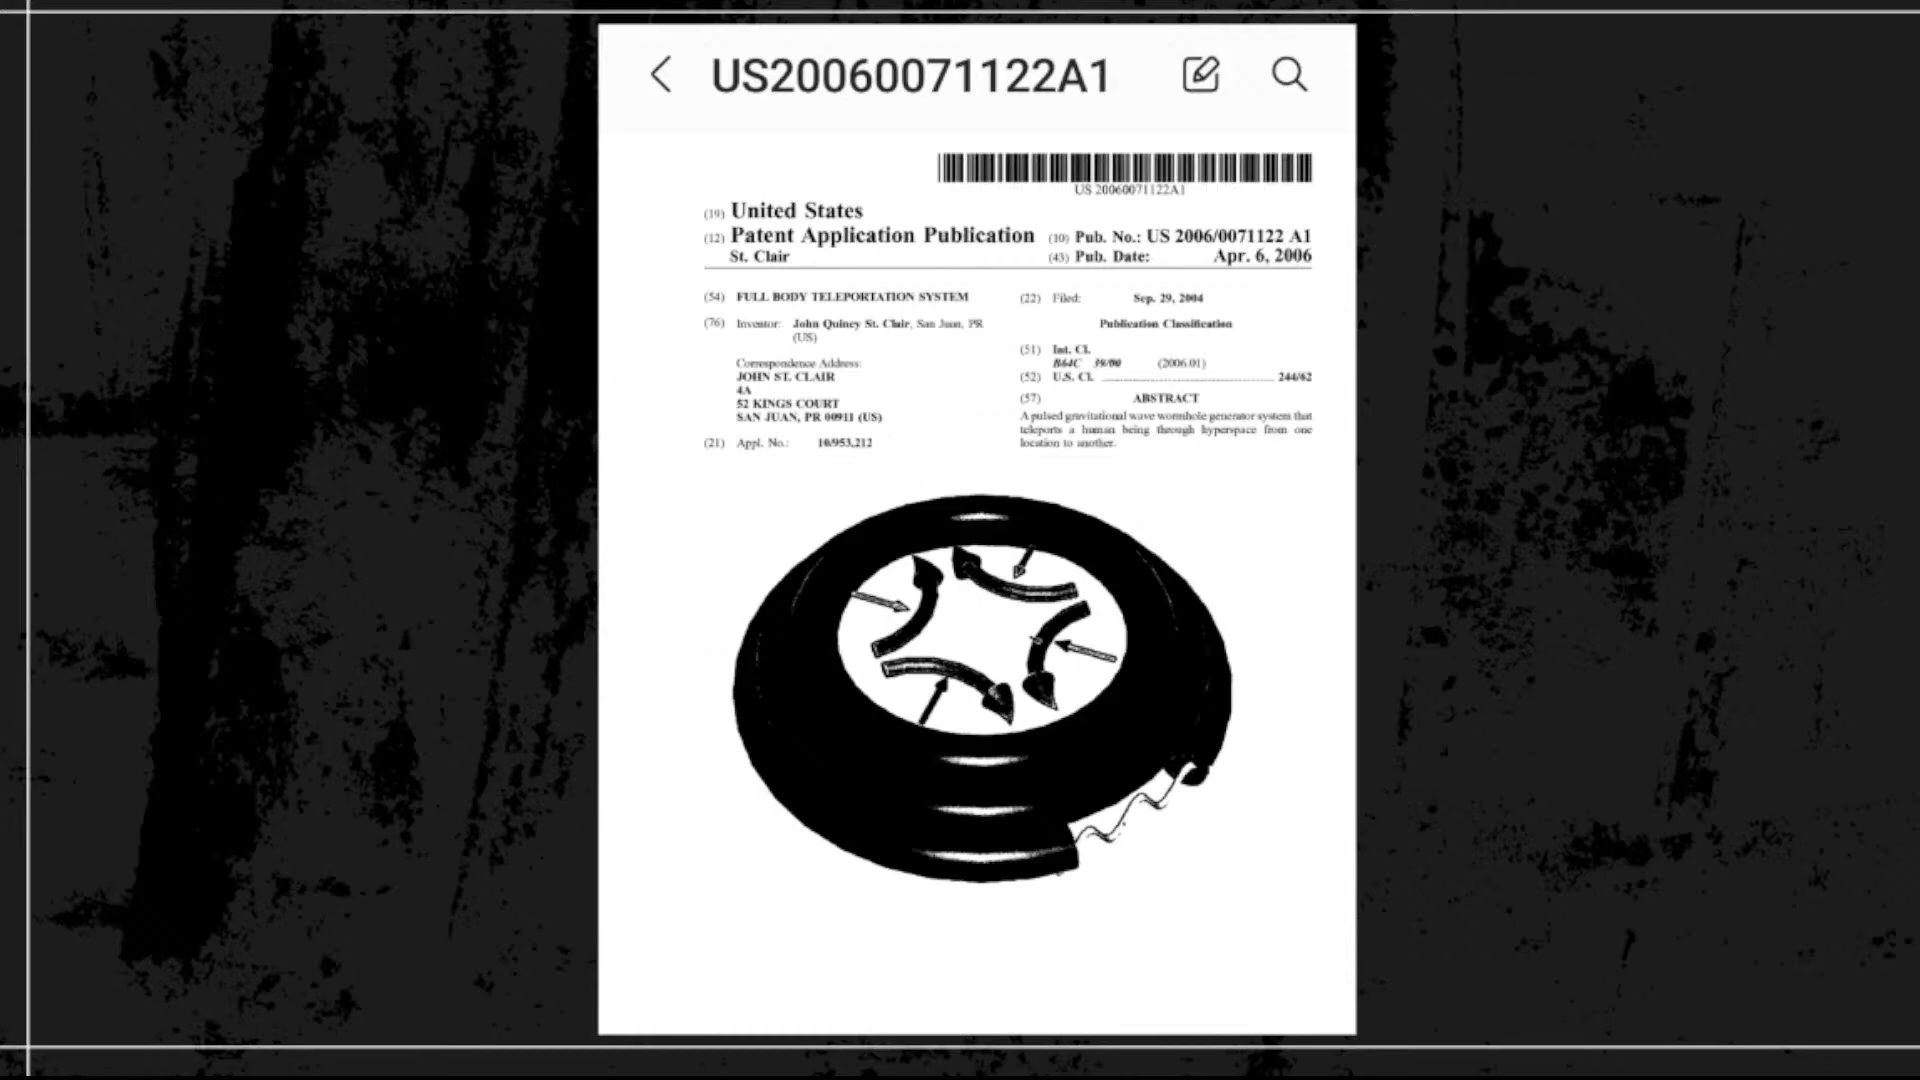 US20060071122A1
US 20060071122A1
(19) United States
(12) Patent Application Publication (10) Pub. No.: US 2006/0071122 A1
St. Clair (43) Pub. Date: Apr. 6, 2006
(54) FULL BODY TELEPORTATION SYSTEM
(76) Inventor: John Quincy St. Clair, San Juan, PR
(US)
Correspondence Address:
JOHN ST. CLAIR
4A
52 KINGS COURT
SAN JUAN, PR 00911 (US)
(21) Appl. No.: 10/953,212
(22) Filed: Sep. 29, 2004
Publication Classification
(51) Int. Cl.
B64C 39/00 (2006.01)
(52) U.S. Cl. 244/62
(57) ABSTRACT
A pulsed gravitational wave wormhole generator system that
teleports a human being through hyperspace from one
location to another.